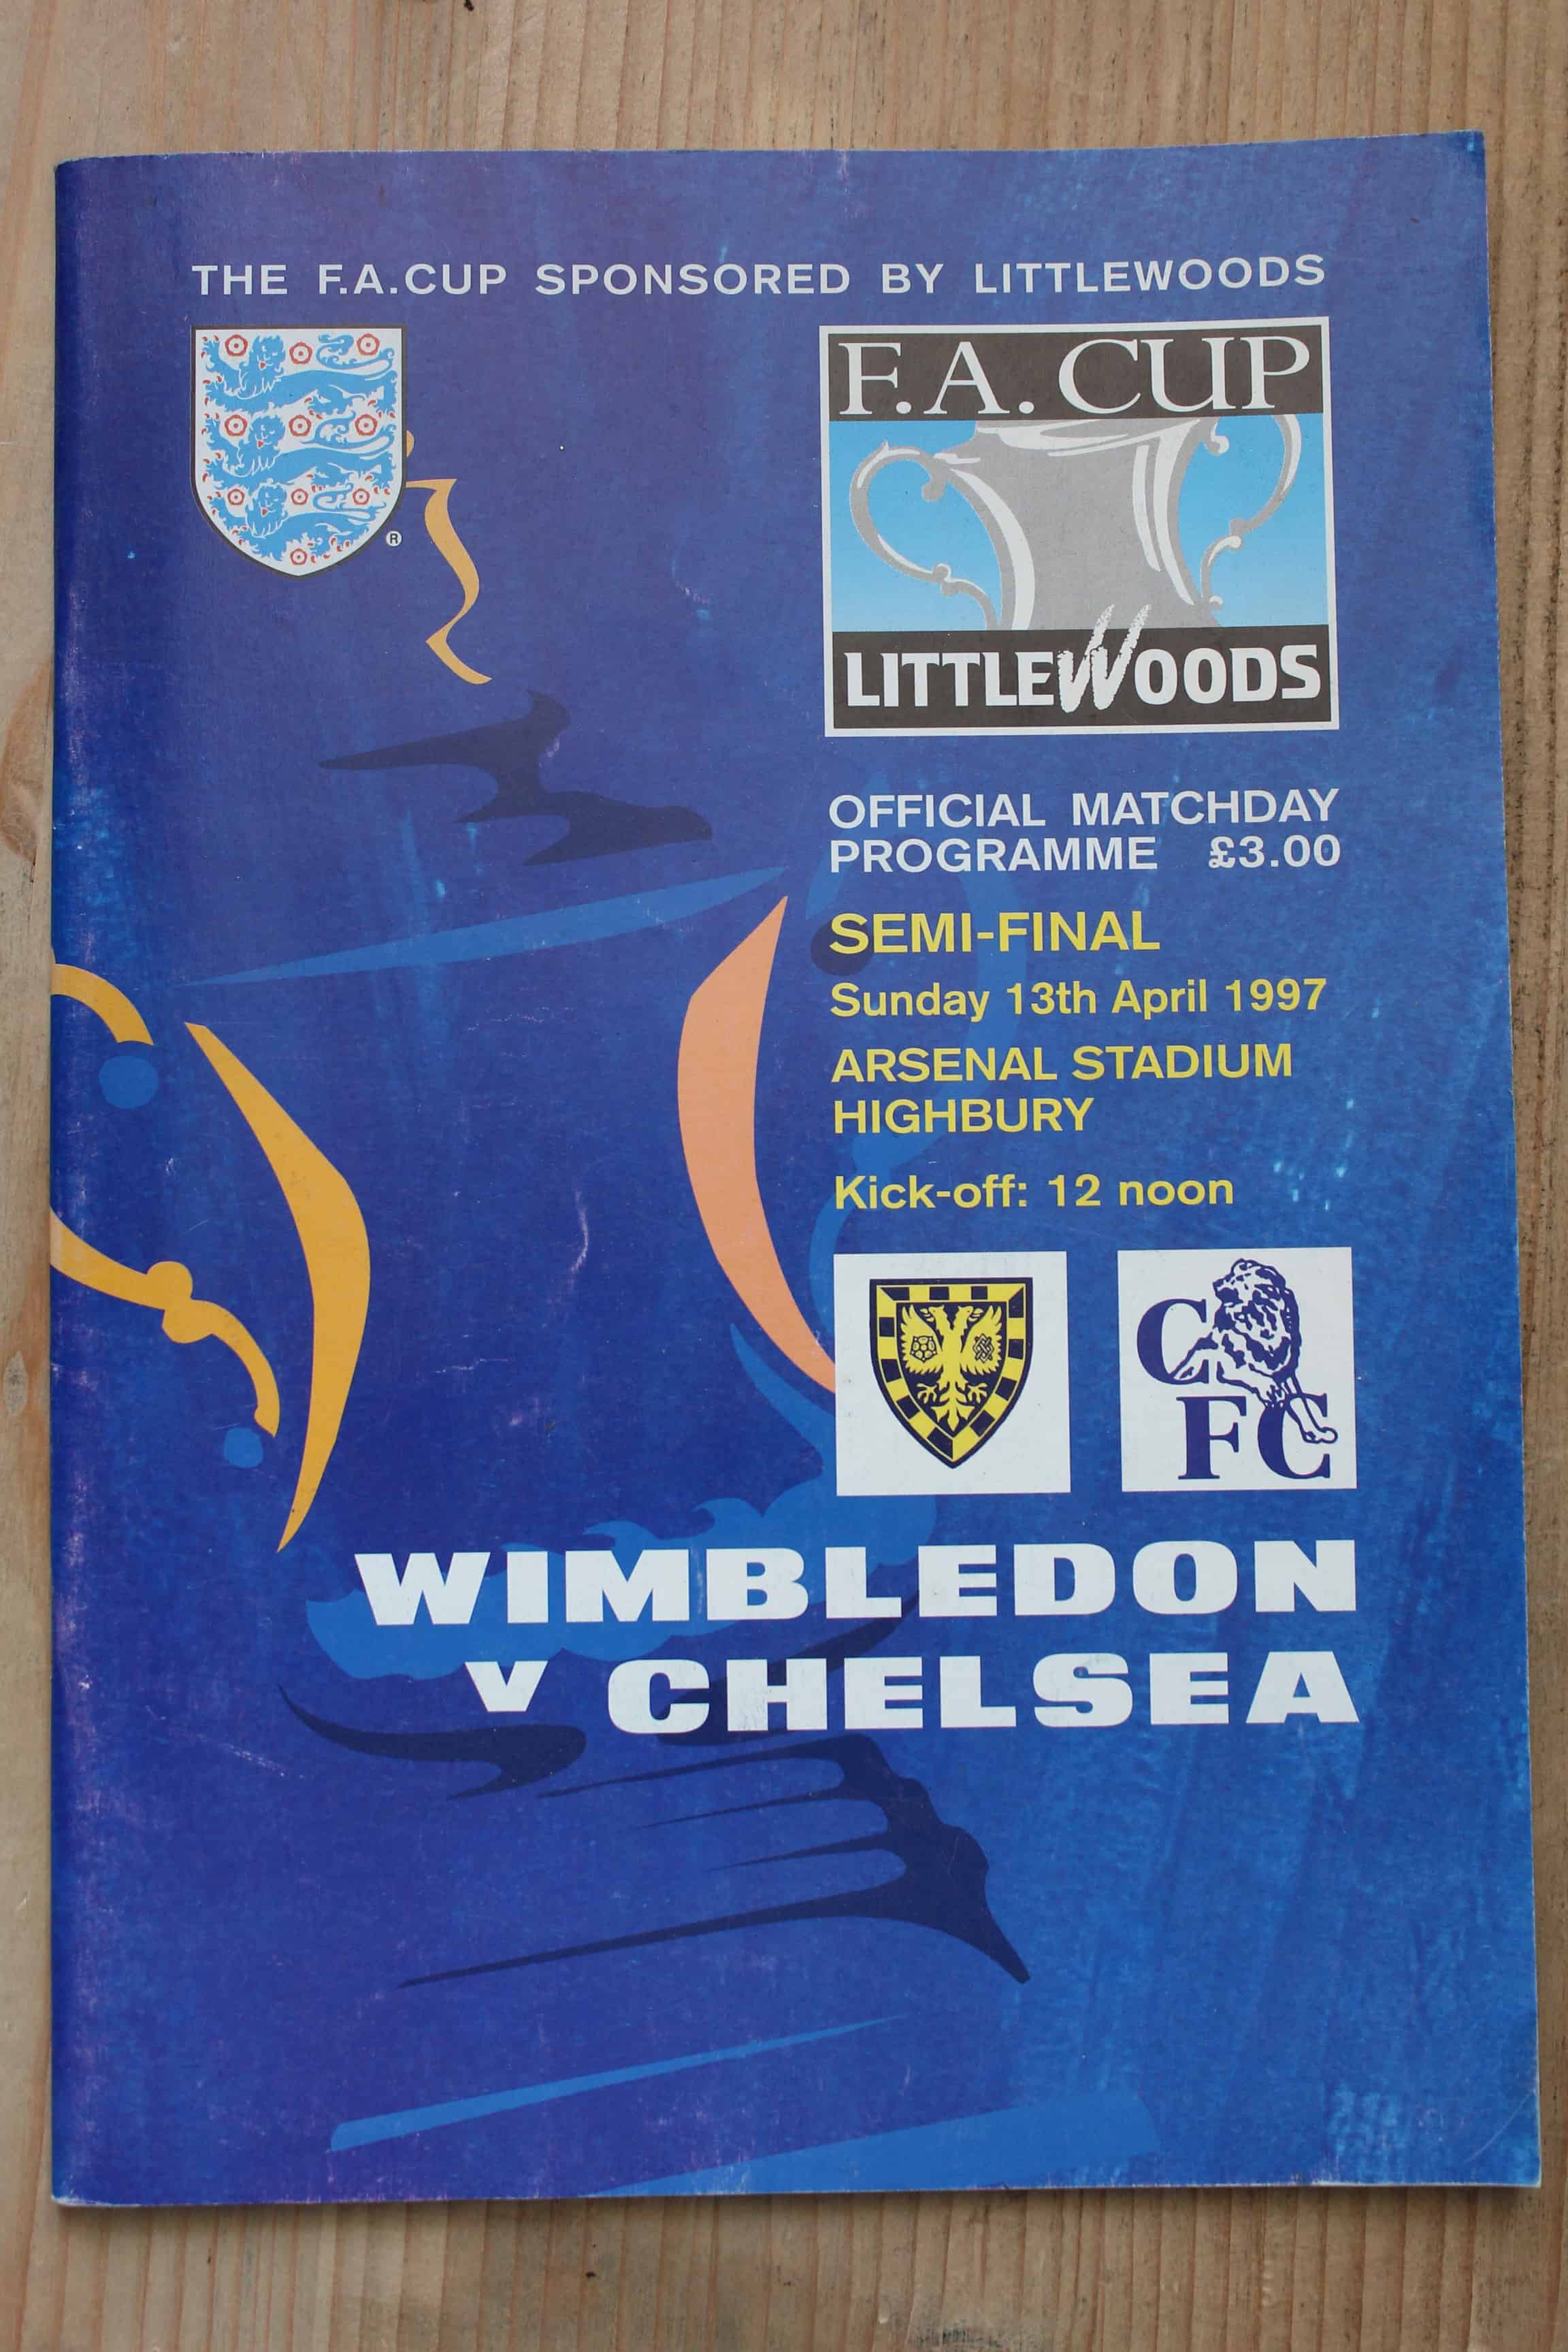 THE F.A.CUP SPONSORED BY LITTLEWOODS
®
F.A. CUP
LITTLEWOODS
OFFICIAL MATCHDAY
PROGRAMME £3.00
SEMI-FINAL
Sunday 13th April 1997
ARSENAL STADIUM
HIGHBURY
Kick-off: 12 noon
C
FC
WIMBLEDON
V CHELSEA